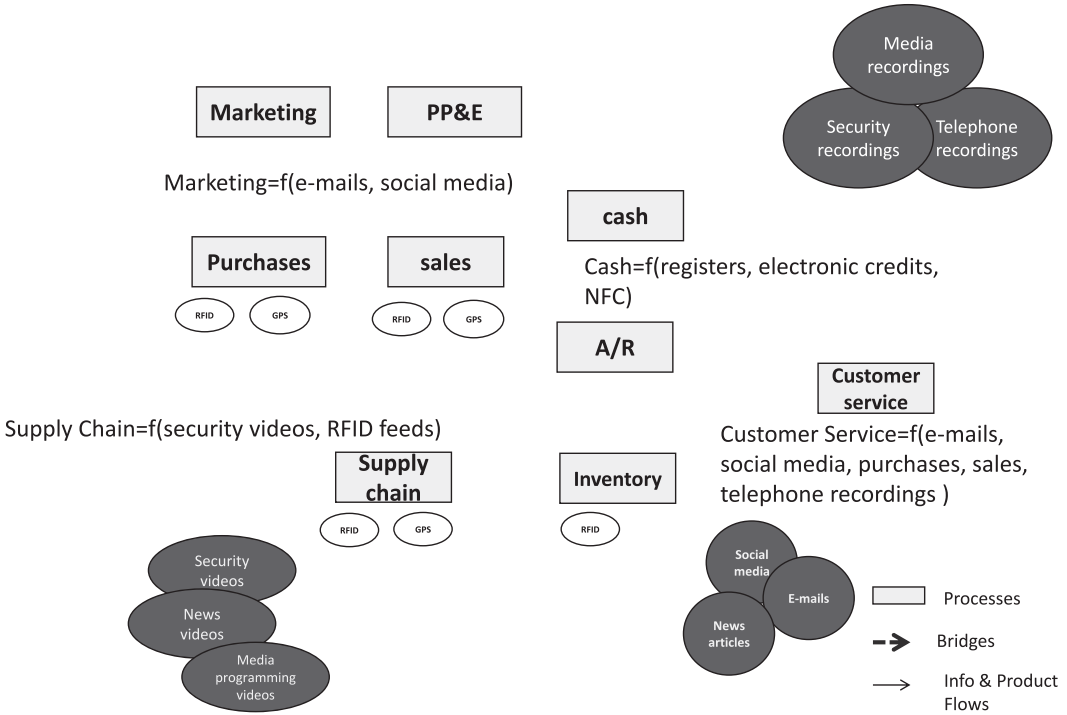 Media
recordings
Marketing
PP&E
Security
recordings
Telephone
recordings
Marketing=f(e-mails, social media)
cash
Purchases
sales
Cash=f(registers, electronic credits,
NFC)
RFID
GPS
RFID
GPS
A/R
Customer
service
Supply Chain=f(security videos, RFID feeds)
Customer Service=f(e-mails,
social media, purchases, sales,
telephone recordings )
Supply
chain
Inventory
RFID
GPS
RFID
Security
videos
News
videos
Media
programming
videos
Social
media
E-mails
News
articles
Processes
Bridges
Info & Product
Flows